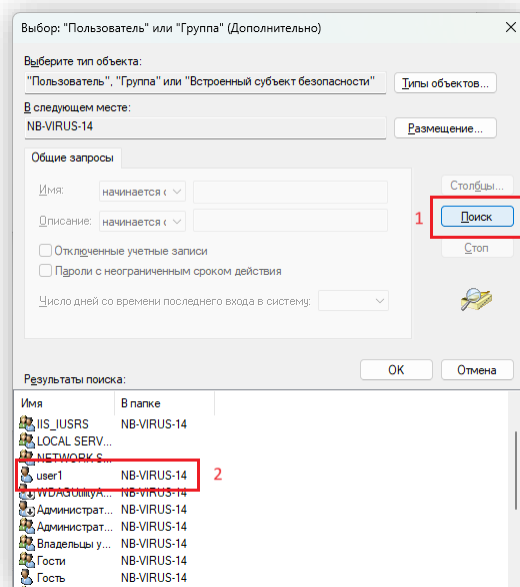 Выбор: "Пользователь" или "Группа" (Дополнительно)
Выберите тип объекта:
"Пользователь", "Группа" или "Встроенный субъект безопасности"
Типы объектов...
В следующем месте:
NB-VIRUS-14
Размещение...
Общие запросы
Имя:
начинается с
Столбцы...
Описание:
начинается с
1
Поиск
Отключенные учетные записи
Стоп
Пароли с неограниченным сроком действия
Число дней со времени последнего входа в систему:
ОК
Отмена
Результаты поиска:
Имя В папке
IIS_IUSRS NB-VIRUS-14
LOCAL SERV...
NETWORK S...
user1 NB-VIRUS-14 2
WDAGUtilityA... NB-VIRUS-14
Администрат... NB-VIRUS-14
Администрат... NB-VIRUS-14
Владельцы у... NB-VIRUS-14
Гости NB-VIRUS-14
Гость NB-VIRUS-14